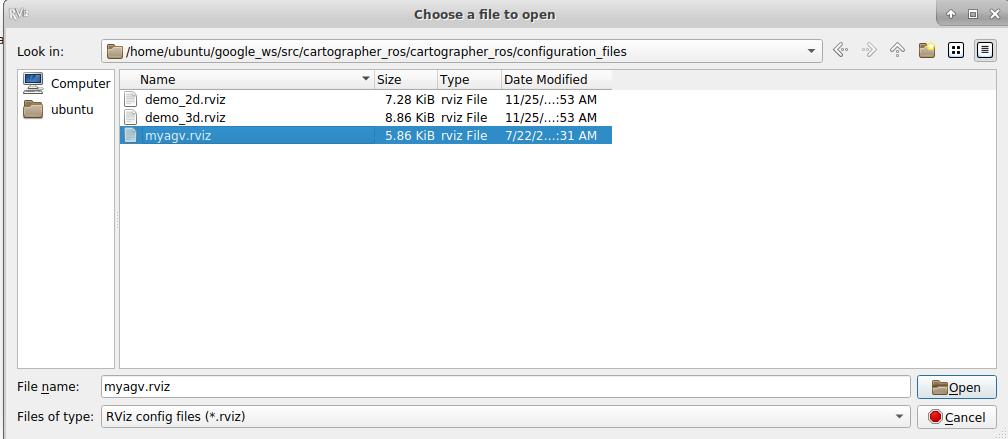 RViz Choose a file to open
Look in: /home/ubuntu/google_ws/src/cartographer_ros/cartographer_ros/configuration_files
Computer
ubuntu
Name Size Type Date Modified
demo_2d.rviz 7.28 KiB rviz File 11/25/...:53 AM
demo_3d.rviz 8.86 KiB rviz File 11/25/...:53 AM
myagv.rviz 5.86 KiB rviz File 7/22/2...:31 AM
File name: myagv.rviz Open
Files of type: RViz config files (*.rviz) Cancel